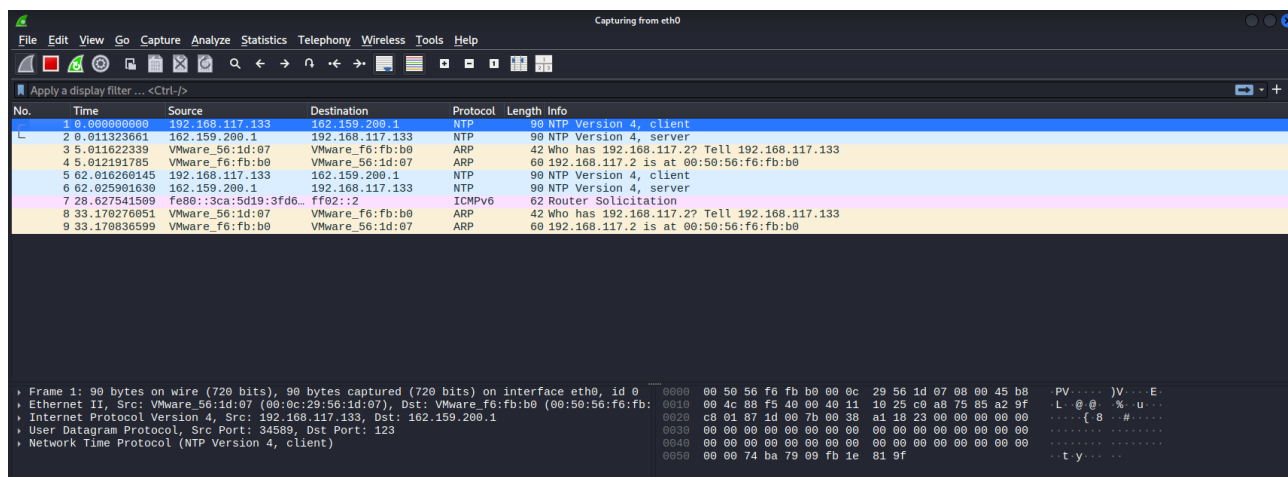 Capturing from eth0
File Edit View Go Capture Analyze Statistics Telephony Wireless Tools Help
Apply a display filter ... <Ctrl-/>
No. Time Source Destination Protocol Length Info
1 0.000000000 192.168.117.133 162.159.200.1 NTP 90 NTP Version 4, client
2 0.011323661 162.159.200.1 192.168.117.133 NTP 90 NTP Version 4, server
3 5.011622339 VMware_56:1d:07 VMware_f6:fb:b0 ARP 42 Who has 192.168.117.2? Tell 192.168.117.133
4 5.012191785 VMware_f6:fb:b0 VMware_56:1d:07 ARP 60 192.168.117.2 is at 00:50:56:f6:fb:b0
5 62.016260145 192.168.117.133 162.159.200.1 NTP 90 NTP Version 4, client
6 62.025901630 162.159.200.1 192.168.117.133 NTP 90 NTP Version 4, server
7 28.627541509 fe80::3ca:5d19:3fd6… ff02::2 ICMPv6 62 Router Solicitation
8 33.170276051 VMware_56:1d:07 VMware_f6:fb:b0 ARP 42 Who has 192.168.117.2? Tell 192.168.117.133
9 33.170836599 VMware_f6:fb:b0 VMware_56:1d:07 ARP 60 192.168.117.2 is at 00:50:56:f6:fb:b0
Frame 1: 90 bytes on wire (720 bits), 90 bytes captured (720 bits) on interface eth0, id 0
Ethernet II, Src: VMware_56:1d:07 (00:0c:29:56:1d:07), Dst: VMware_f6:fb:b0 (00:50:56:f6:fb:
Internet Protocol Version 4, Src: 192.168.117.133, Dst: 162.159.200.1
User Datagram Protocol, Src Port: 34589, Dst Port: 123
Network Time Protocol (NTP Version 4, client)
0000 00 50 56 f6 fb b0 00 0c 29 56 1d 07 08 00 45 b8 ·PV····· )V····E·
0010 00 4c 88 f5 40 00 40 11 10 25 c0 a8 75 85 a2 9f ·L··@·@· ·%··u···
0020 c8 01 87 1d 00 7b 00 38 a1 18 23 00 00 00 00 00 ·····{·8 ··#·····
0030 00 00 00 00 00 00 00 00 00 00 00 00 00 00 00 00 ········ ········
0040 00 00 00 00 00 00 00 00 00 00 00 00 00 00 00 00 ········ ········
0050 00 00 74 ba 79 09 fb 1e 81 9f ··t·y··· ··